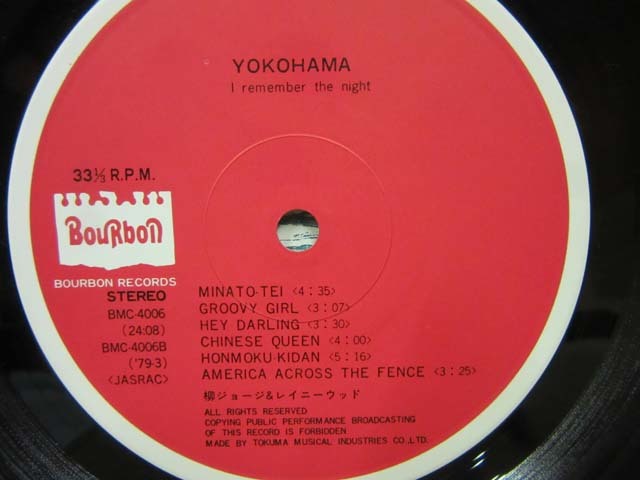 YOKOHAMA
I remember the night
33⅓ R.P.M.
BouRbon
BOURBON RECORDS
STEREO
BMC-4006
(24:08)
BMC-4006B
('79·3)
<JASRAC>
MINATO-TEI <4:35>
GROOVY GIRL <3:07>
HEY DARLING <3:30>
CHINESE QUEEN <4:00>
HONMOKU-KIDAN <5:16>
AMERICA ACROSS THE FENCE <3:25>
柳ジョージ&レイニーウッド
ALL RIGHTS RESERVED
COPYING PUBLIC PERFORMANCE BROADCASTING
OF THIS RECORD IS FORBIDDEN
MADE BY TOKUMA MUSICAL INDUSTRIES CO.,LTD.